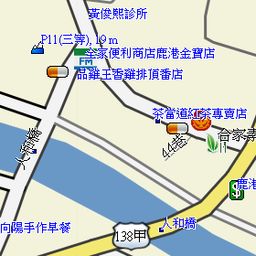 黃俊熙診所
P11(三等), 19 m
全家便利商店鹿港金寶店
FM
品雞王香雞排頂番店
茶當道紅茶專賣店
44巷
合家壽
11
人和橋
向陽手作早餐
鹿港
人和橋
138甲